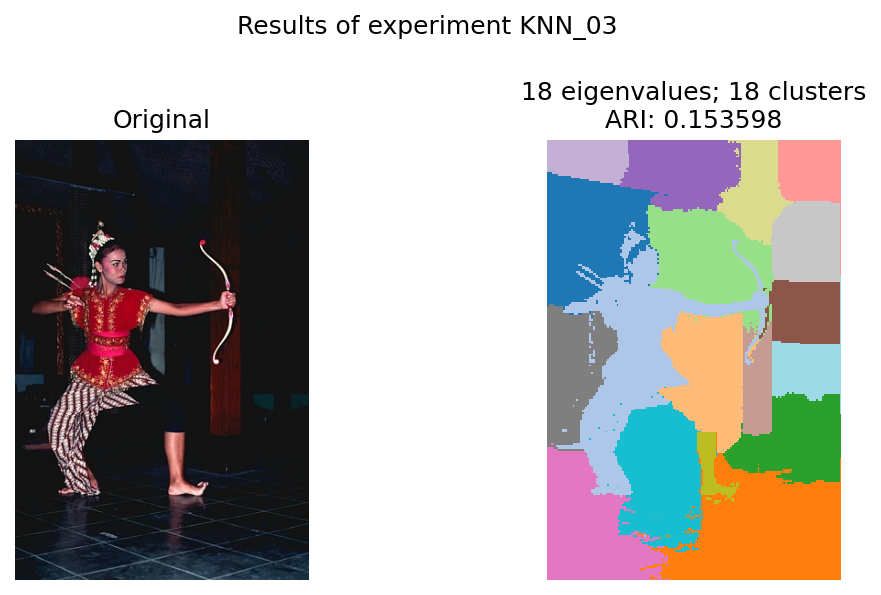 Results of experiment KNN_03
Original
18 eigenvalues; 18 clusters
ARI: 0.153598